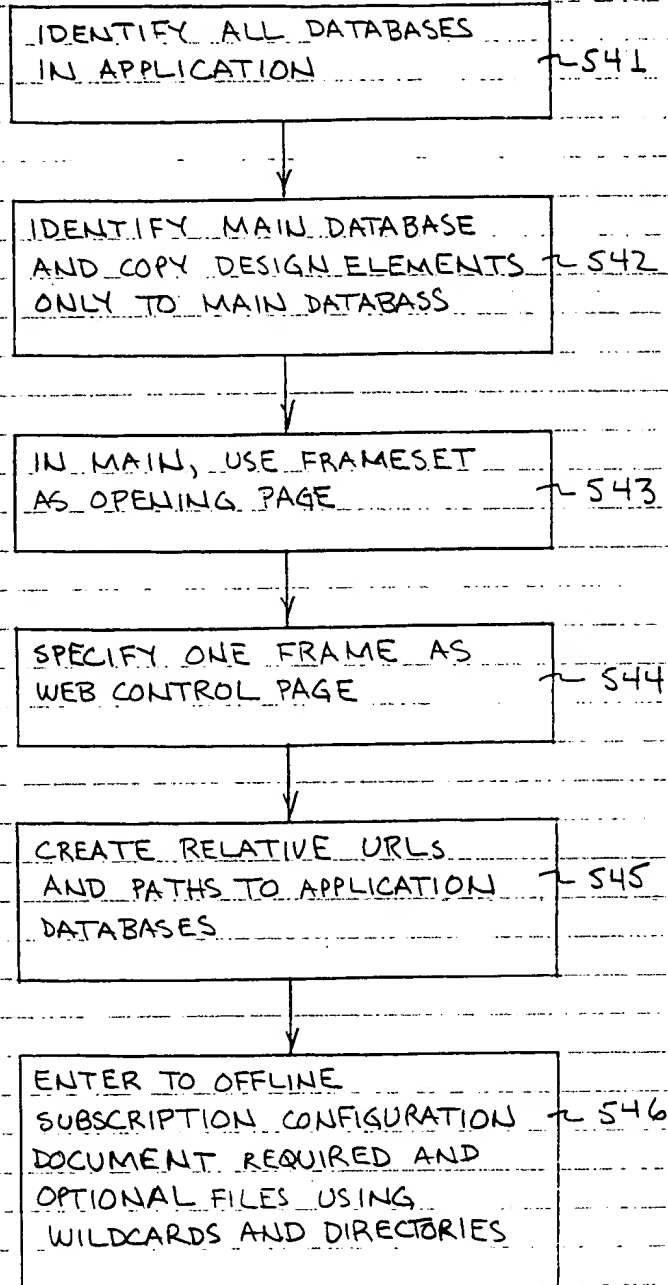 IDENTIFY ALL DATABASES
IN APPLICATION
541
IDENTIFY MAIN DATABASE
AND COPY DESIGN ELEMENTS
ONLY TO MAIN DATABASS
542
IN MAIN, USE FRAMESET
AS OPENING PAGE
543
SPECIFY ONE FRAME AS
WEB CONTROL PAGE
544
CREATE RELATIVE URLS
AND PATHS TO APPLICATION
DATABASES
545
ENTER TO OFFLINE
SUBSCRIPTION CONFIGURATION
DOCUMENT REQUIRED AND
OPTIONAL FILES USING
WILDCARDS AND DIRECTORIES
546